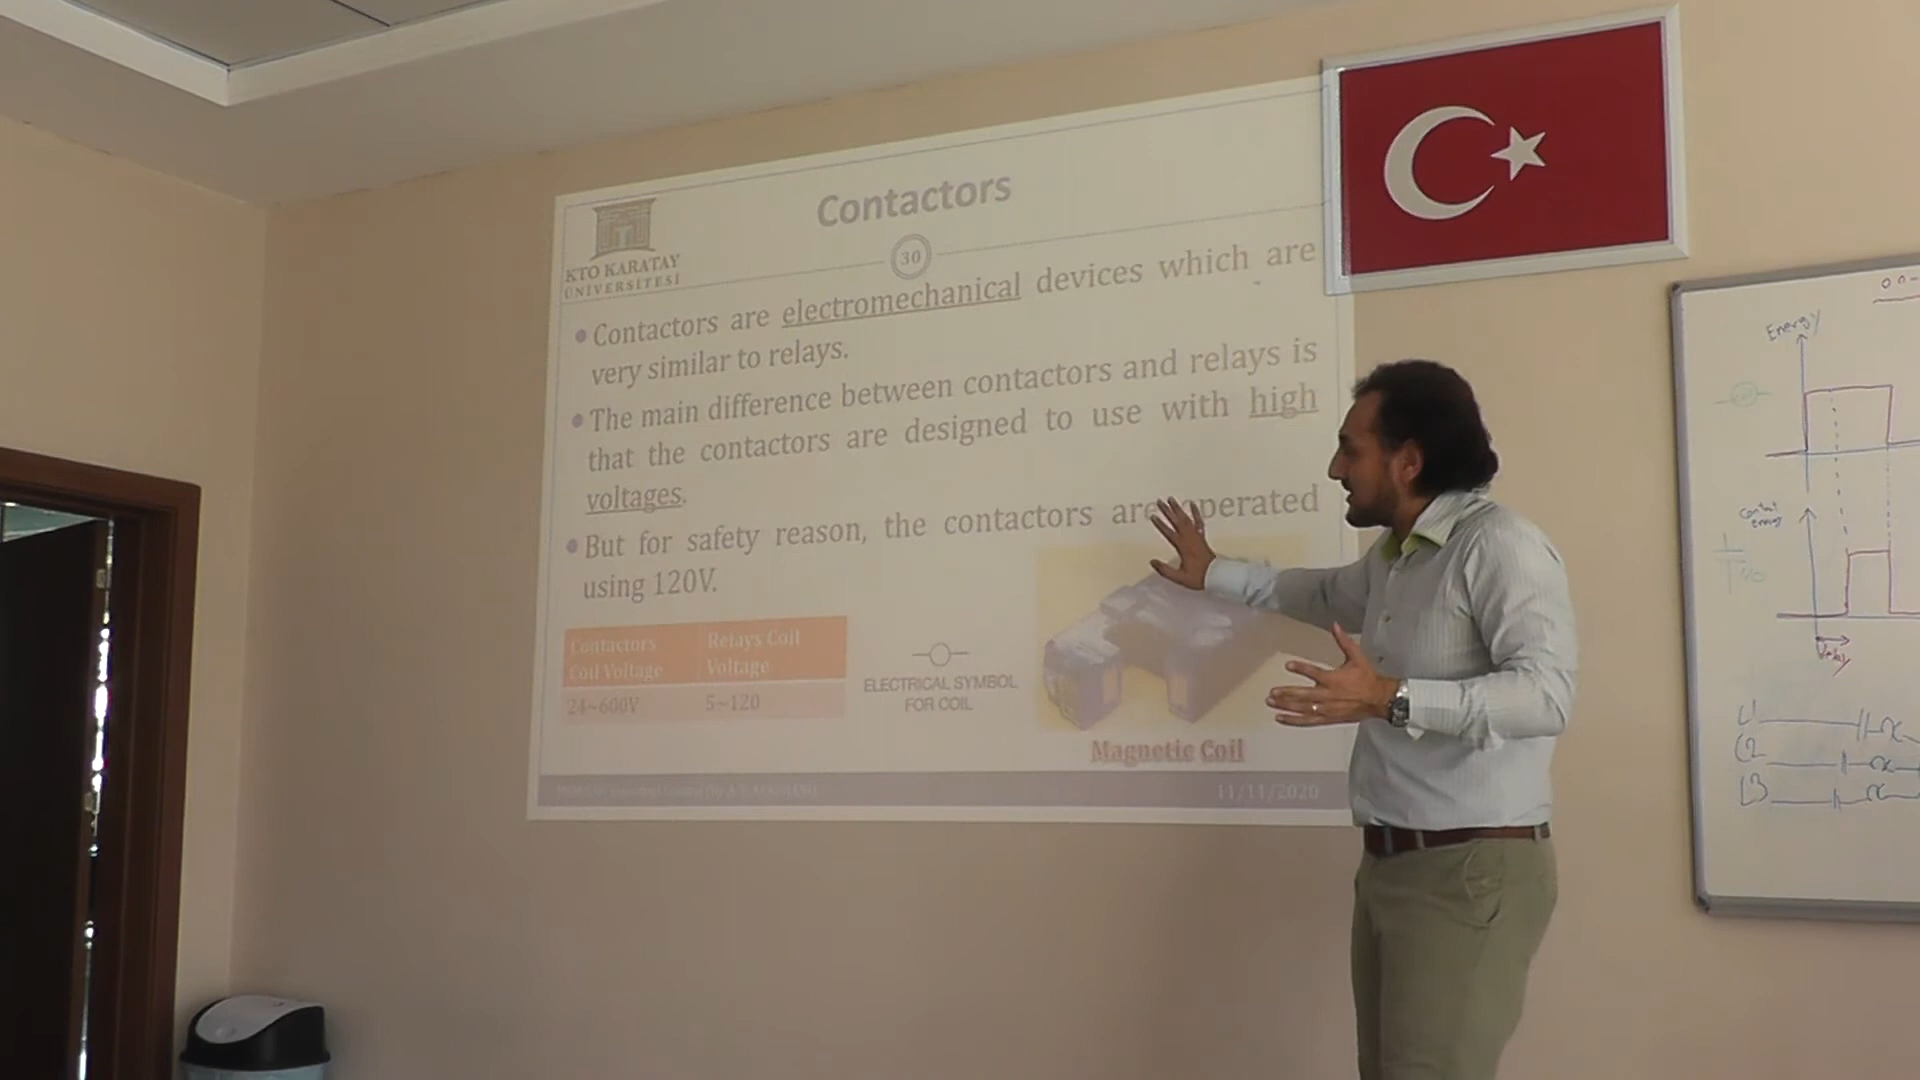 Contactors
KTO KARATAY
ÜNİVERSİTESİ
30
Contactors are electromechanical devices which are
very similar to relays.
The main difference between contactors and relays is
that the contactors are designed to use with high
voltages.
But for safety reason, the contactors are operated
using 120V.
Contactors
Coil Voltage
Relays Coil
Voltage
24~600V
5~120
ELECTRICAL SYMBOL
FOR COIL
Magnetic Coil
11/11/2020
on-
Energy
Contact
energy
Delay
L1
L2
L3